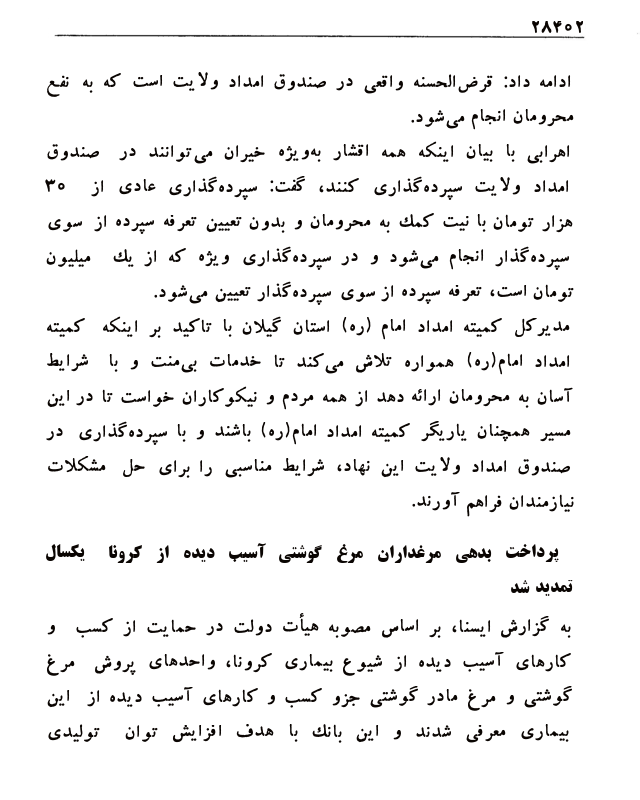 ۲۸۴۰۲
ادامه داد: قرض‌الحسنه واقعی در صندوق امداد ولایت است که به نفع
محرومان انجام می‌شود.
اهرابی با بیان اینکه همه اقشار به‌ویژه خیران می‌توانند در صندوق
امداد ولایت سپرده‌گذاری کنند، گفت: سپرده‌گذاری عادی از ۳۰
هزار تومان با نیت کمك به محرومان و بدون تعیین تعرفه سپرده از سوی
سپرده‌گذار انجام می‌شود و در سپرده‌گذاری ویژه که از یك میلیون
تومان است، تعرفه سپرده از سوی سپرده‌گذار تعیین می‌شود.
مدیرکل کمیته امداد امام (ره) استان گیلان با تاکید بر اینکه کمیته
امداد امام(ره) همواره تلاش می‌کند تا خدمات بی‌منت و با شرایط
آسان به محرومان ارائه دهد از همه مردم و نیکوکاران خواست تا در این
مسیر همچنان یاریگر کمیته امداد امام(ره) باشند و با سپرده‌گذاری در
صندوق امداد ولایت این نهاد، شرایط مناسبی را برای حل مشکلات
نیازمندان فراهم آورند.
پرداخت بدهی مرغداران مرغ گوشتی آسیب دیده از کرونا یکسال
تمدید شد
به گزارش ایسنا، بر اساس مصوبه هیأت دولت در حمایت از کسب و
کارهای آسیب دیده از شیوع بیماری کرونا، واحدهای پروش مرغ
گوشتی و مرغ مادر گوشتی جزو کسب و کارهای آسیب دیده از این
بیماری معرفی شدند و این بانك با هدف افزایش توان تولیدی